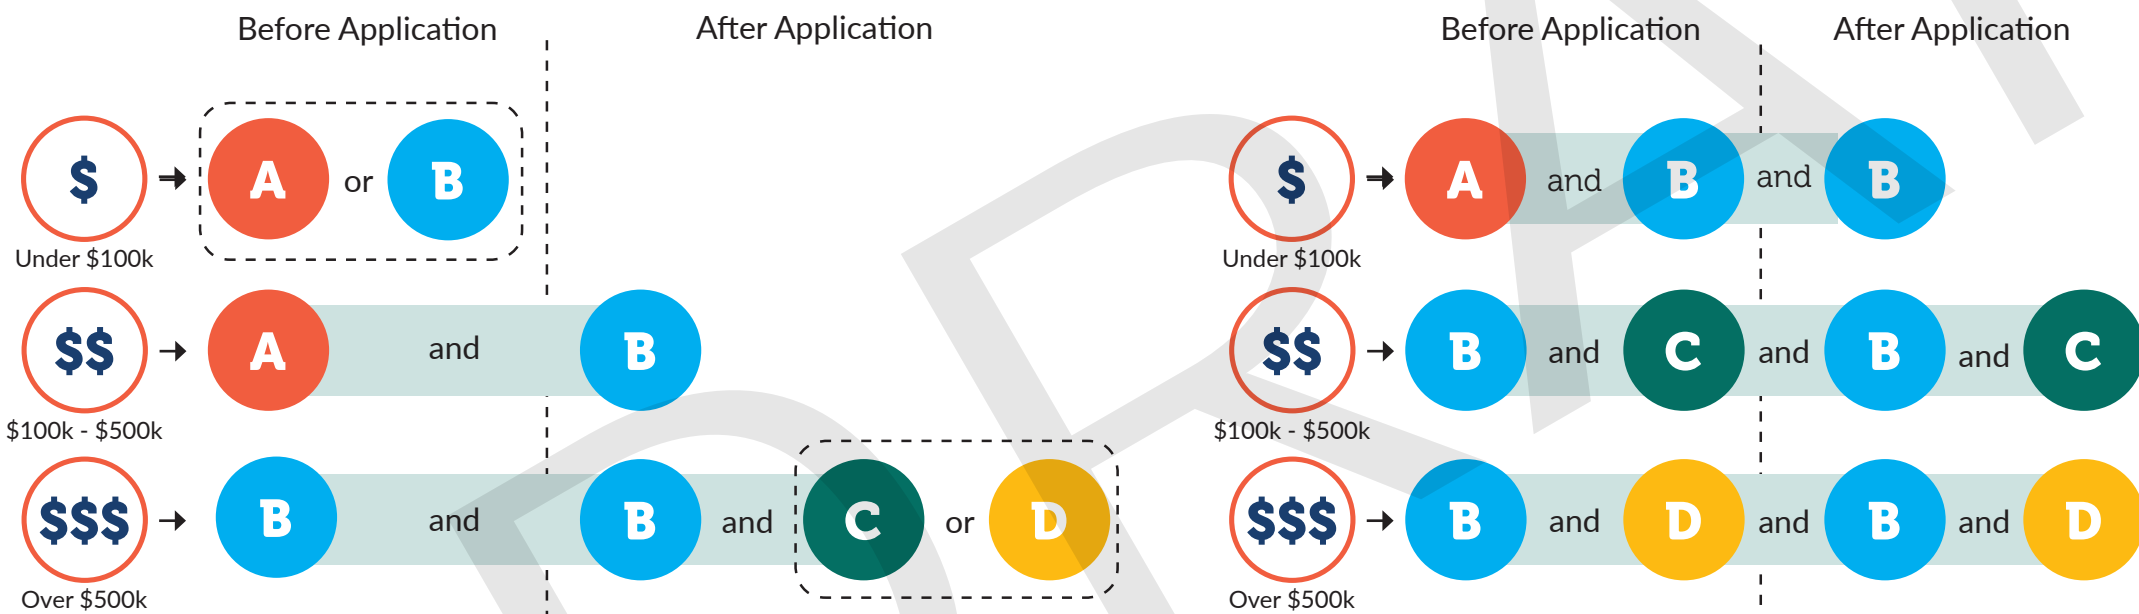 Before Application After Application
$ A or B
Under $100k
$$ A and B
$100k - $500k
$$$ B and B and C or D
Over $500k
Before Application After Application
$ A and B and B
Under $100k
$$ B and C and B and C
$100k - $500k
$$$ B and D and B and D
Over $500k